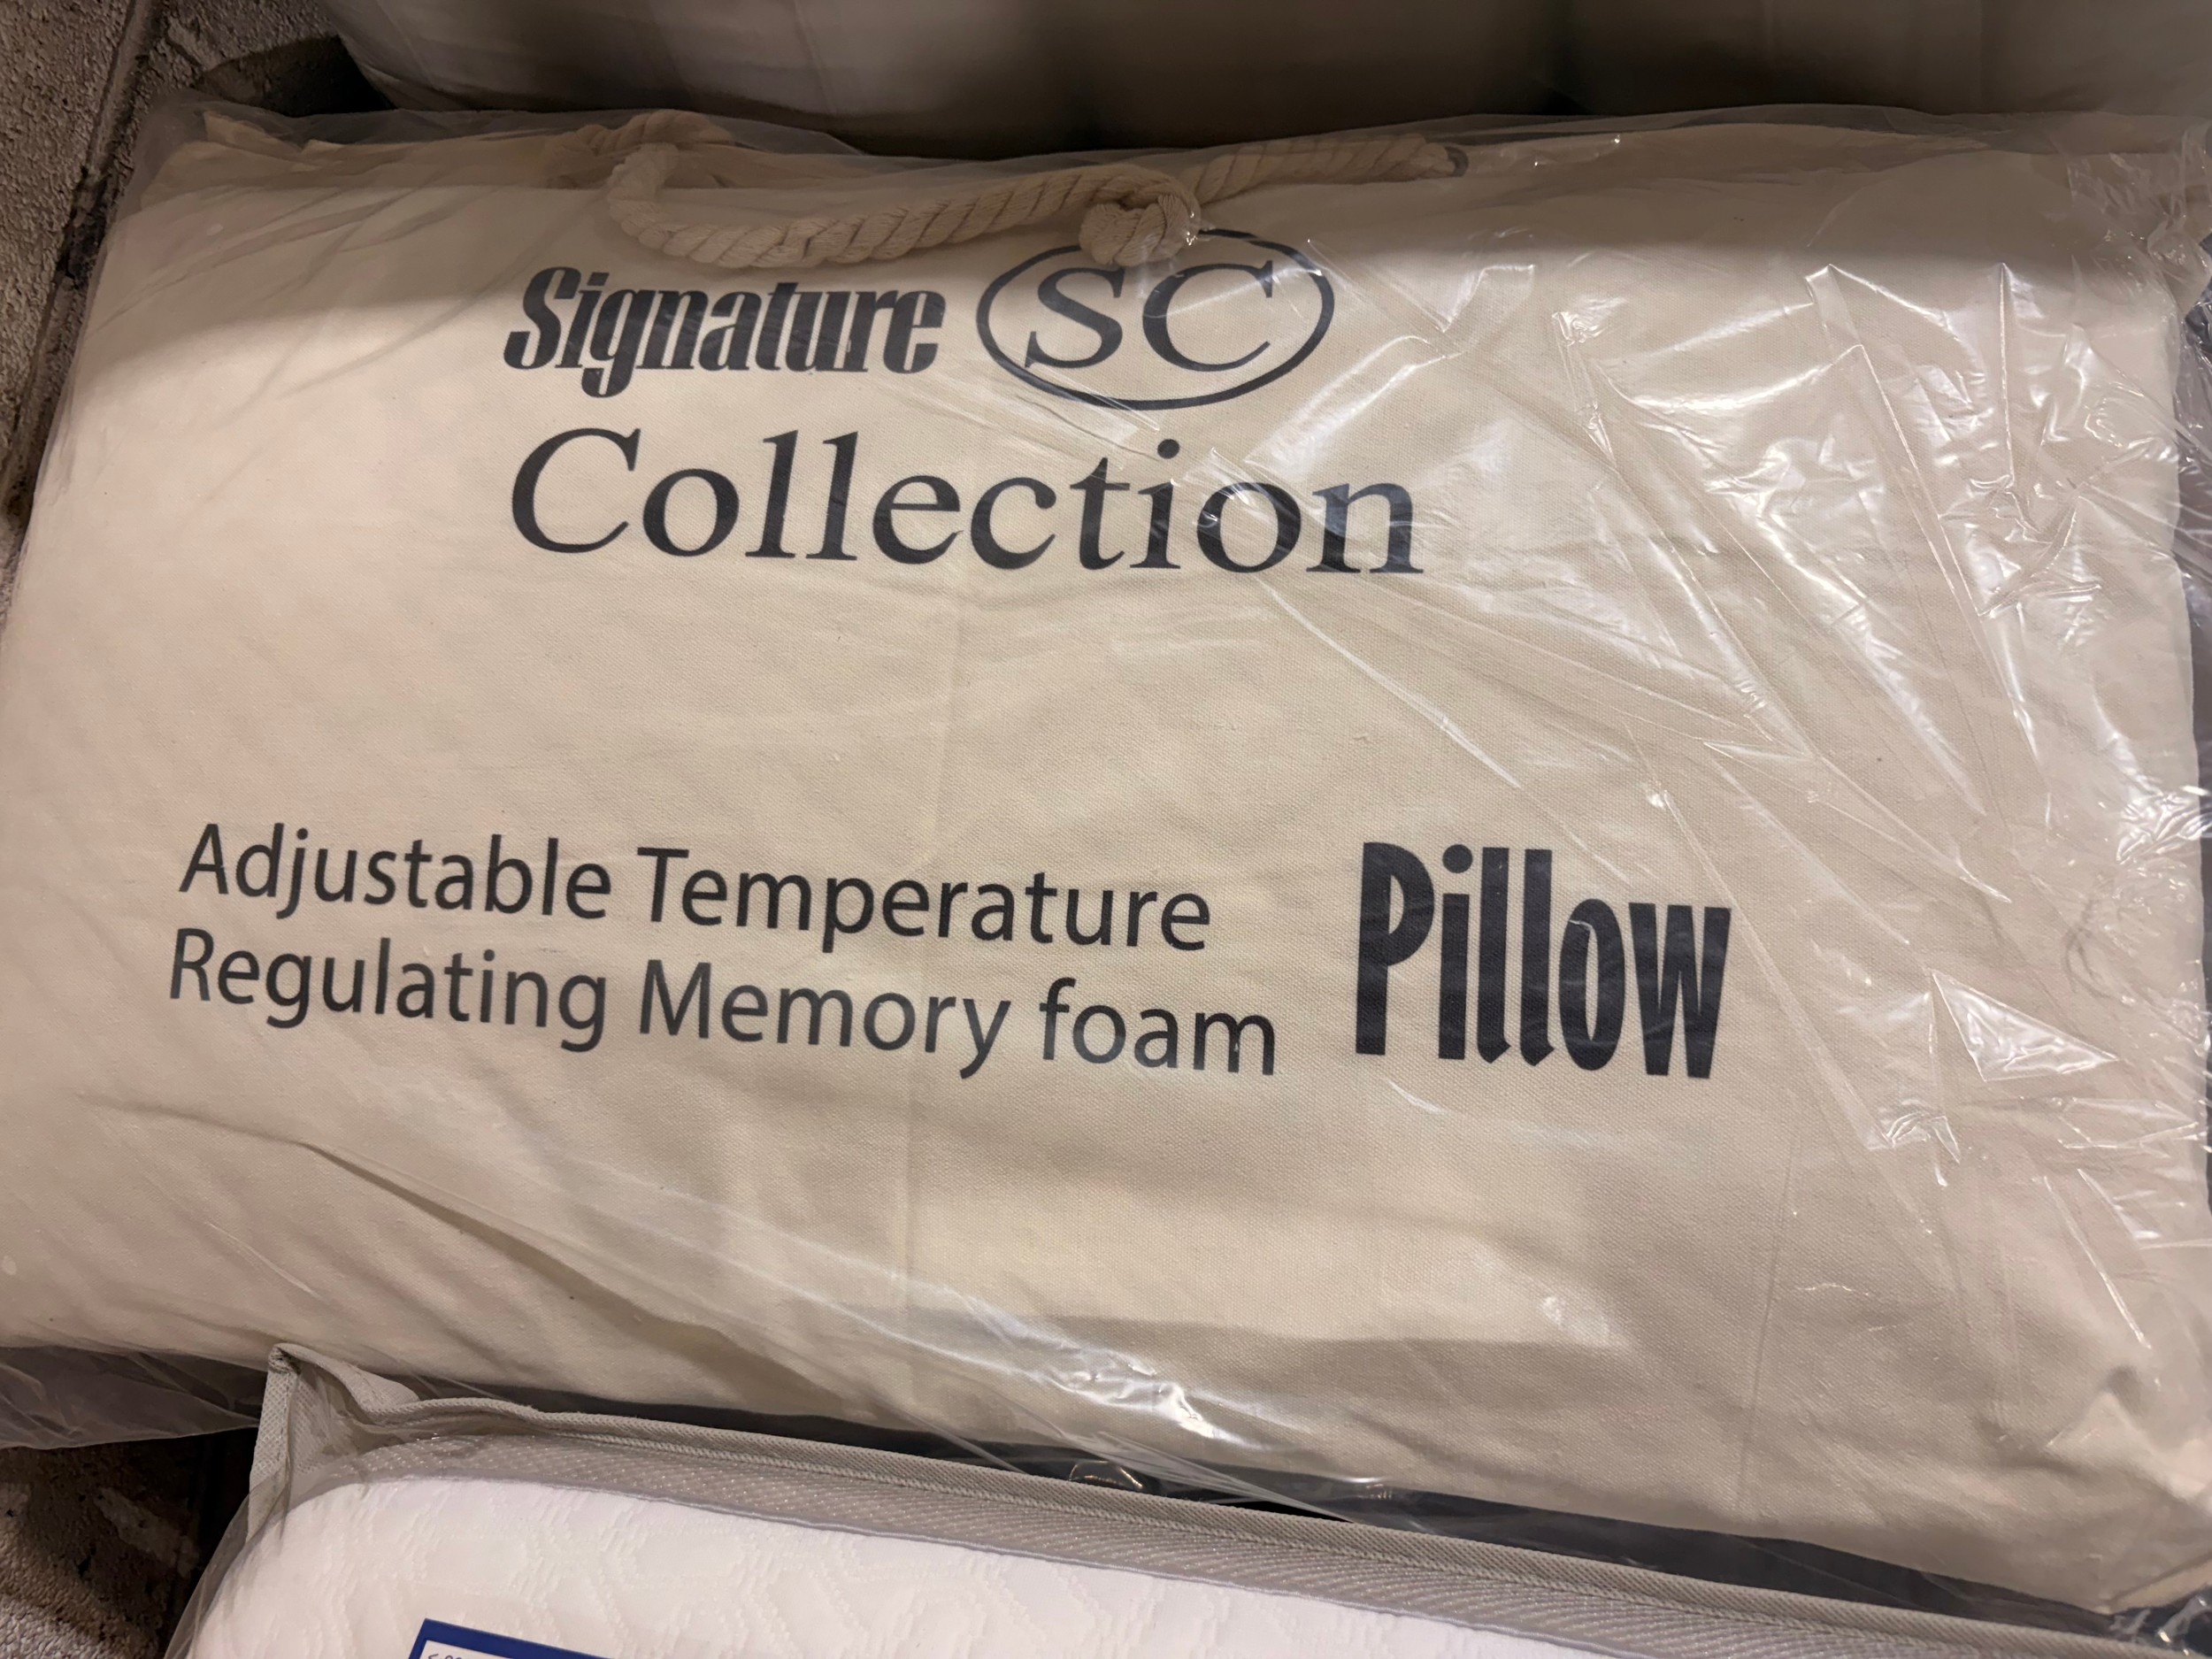 Signature SC
Collection
Adjustable Temperature
Regulating Memory foam
Pillow